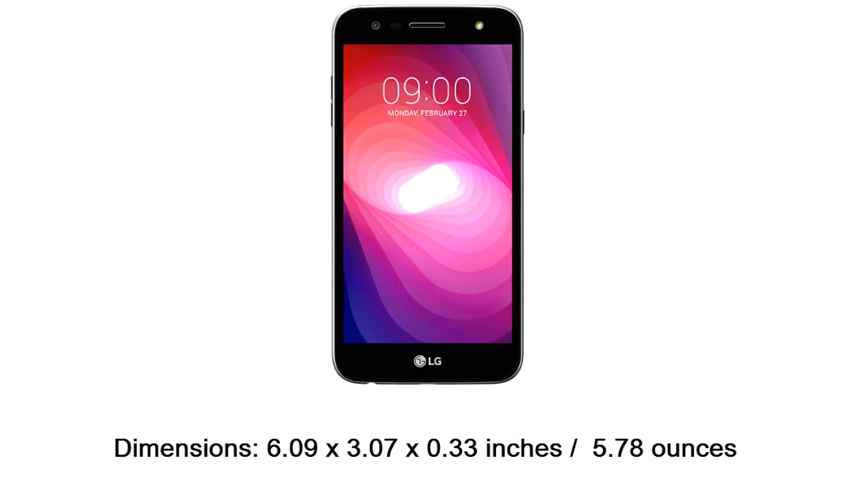 09:00
MONDAY, FEBRUARY 27
LG
Dimensions: 6.09 x 3.07 x 0.33 inches /  5.78 ounces